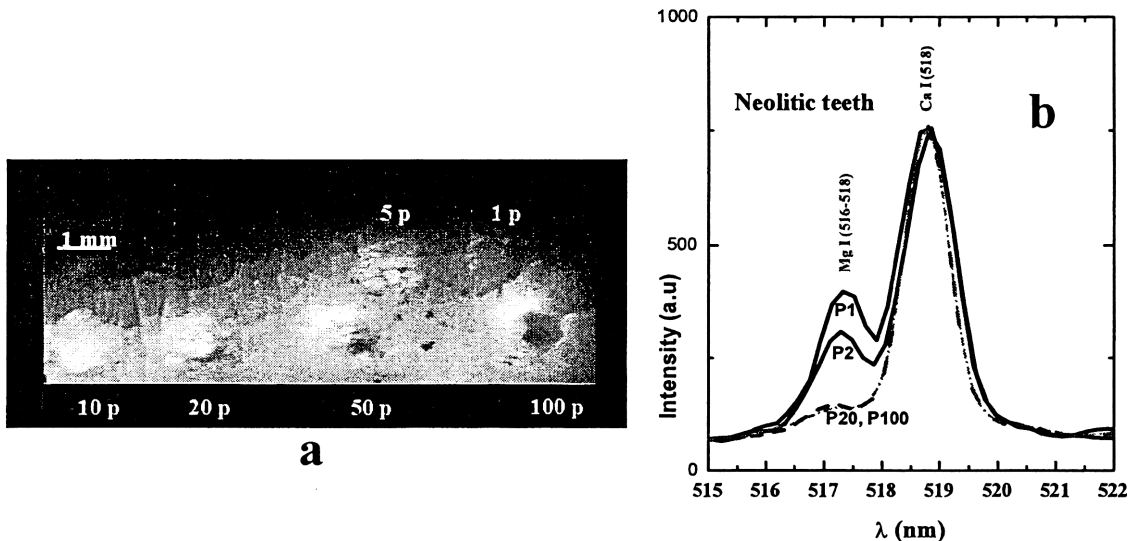 5 p 1 p
1 mm
10 p 20 p 50 p 100 p
a
1000
500
0
Intensity (a.u)
Neolitic teeth
b
Mg I (516-518)
Ca I (518)
P1
P2
P20, P100
515 516 517 518 519 520 521 522
λ (nm)